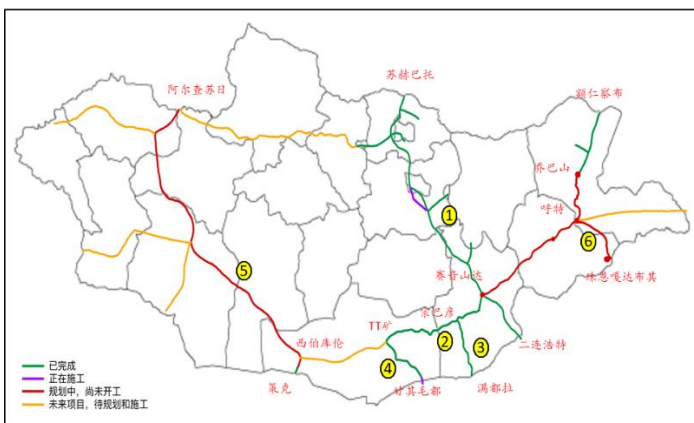 苏赫巴托
阿尔查苏日
额仁察布
乔巴山
①
呼特
⑥
珠恩嘎达布其
⑤
赛音山达
宗巴彦
TT矿
西伯库伦
②
③
二连浩特
④
策克
甘其毛都
满都拉
已完成
正在施工
规划中，尚未开工
未来项目，待规划和施工